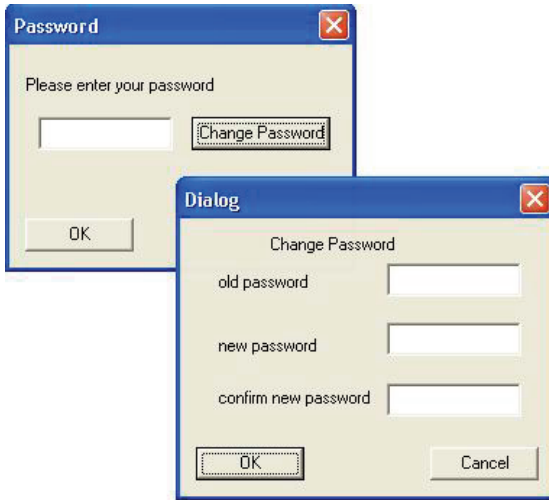 Password
Please enter your password
Change Password
OK
Dialog
Change Password
old password
new password
confirm new password
OK
Cancel